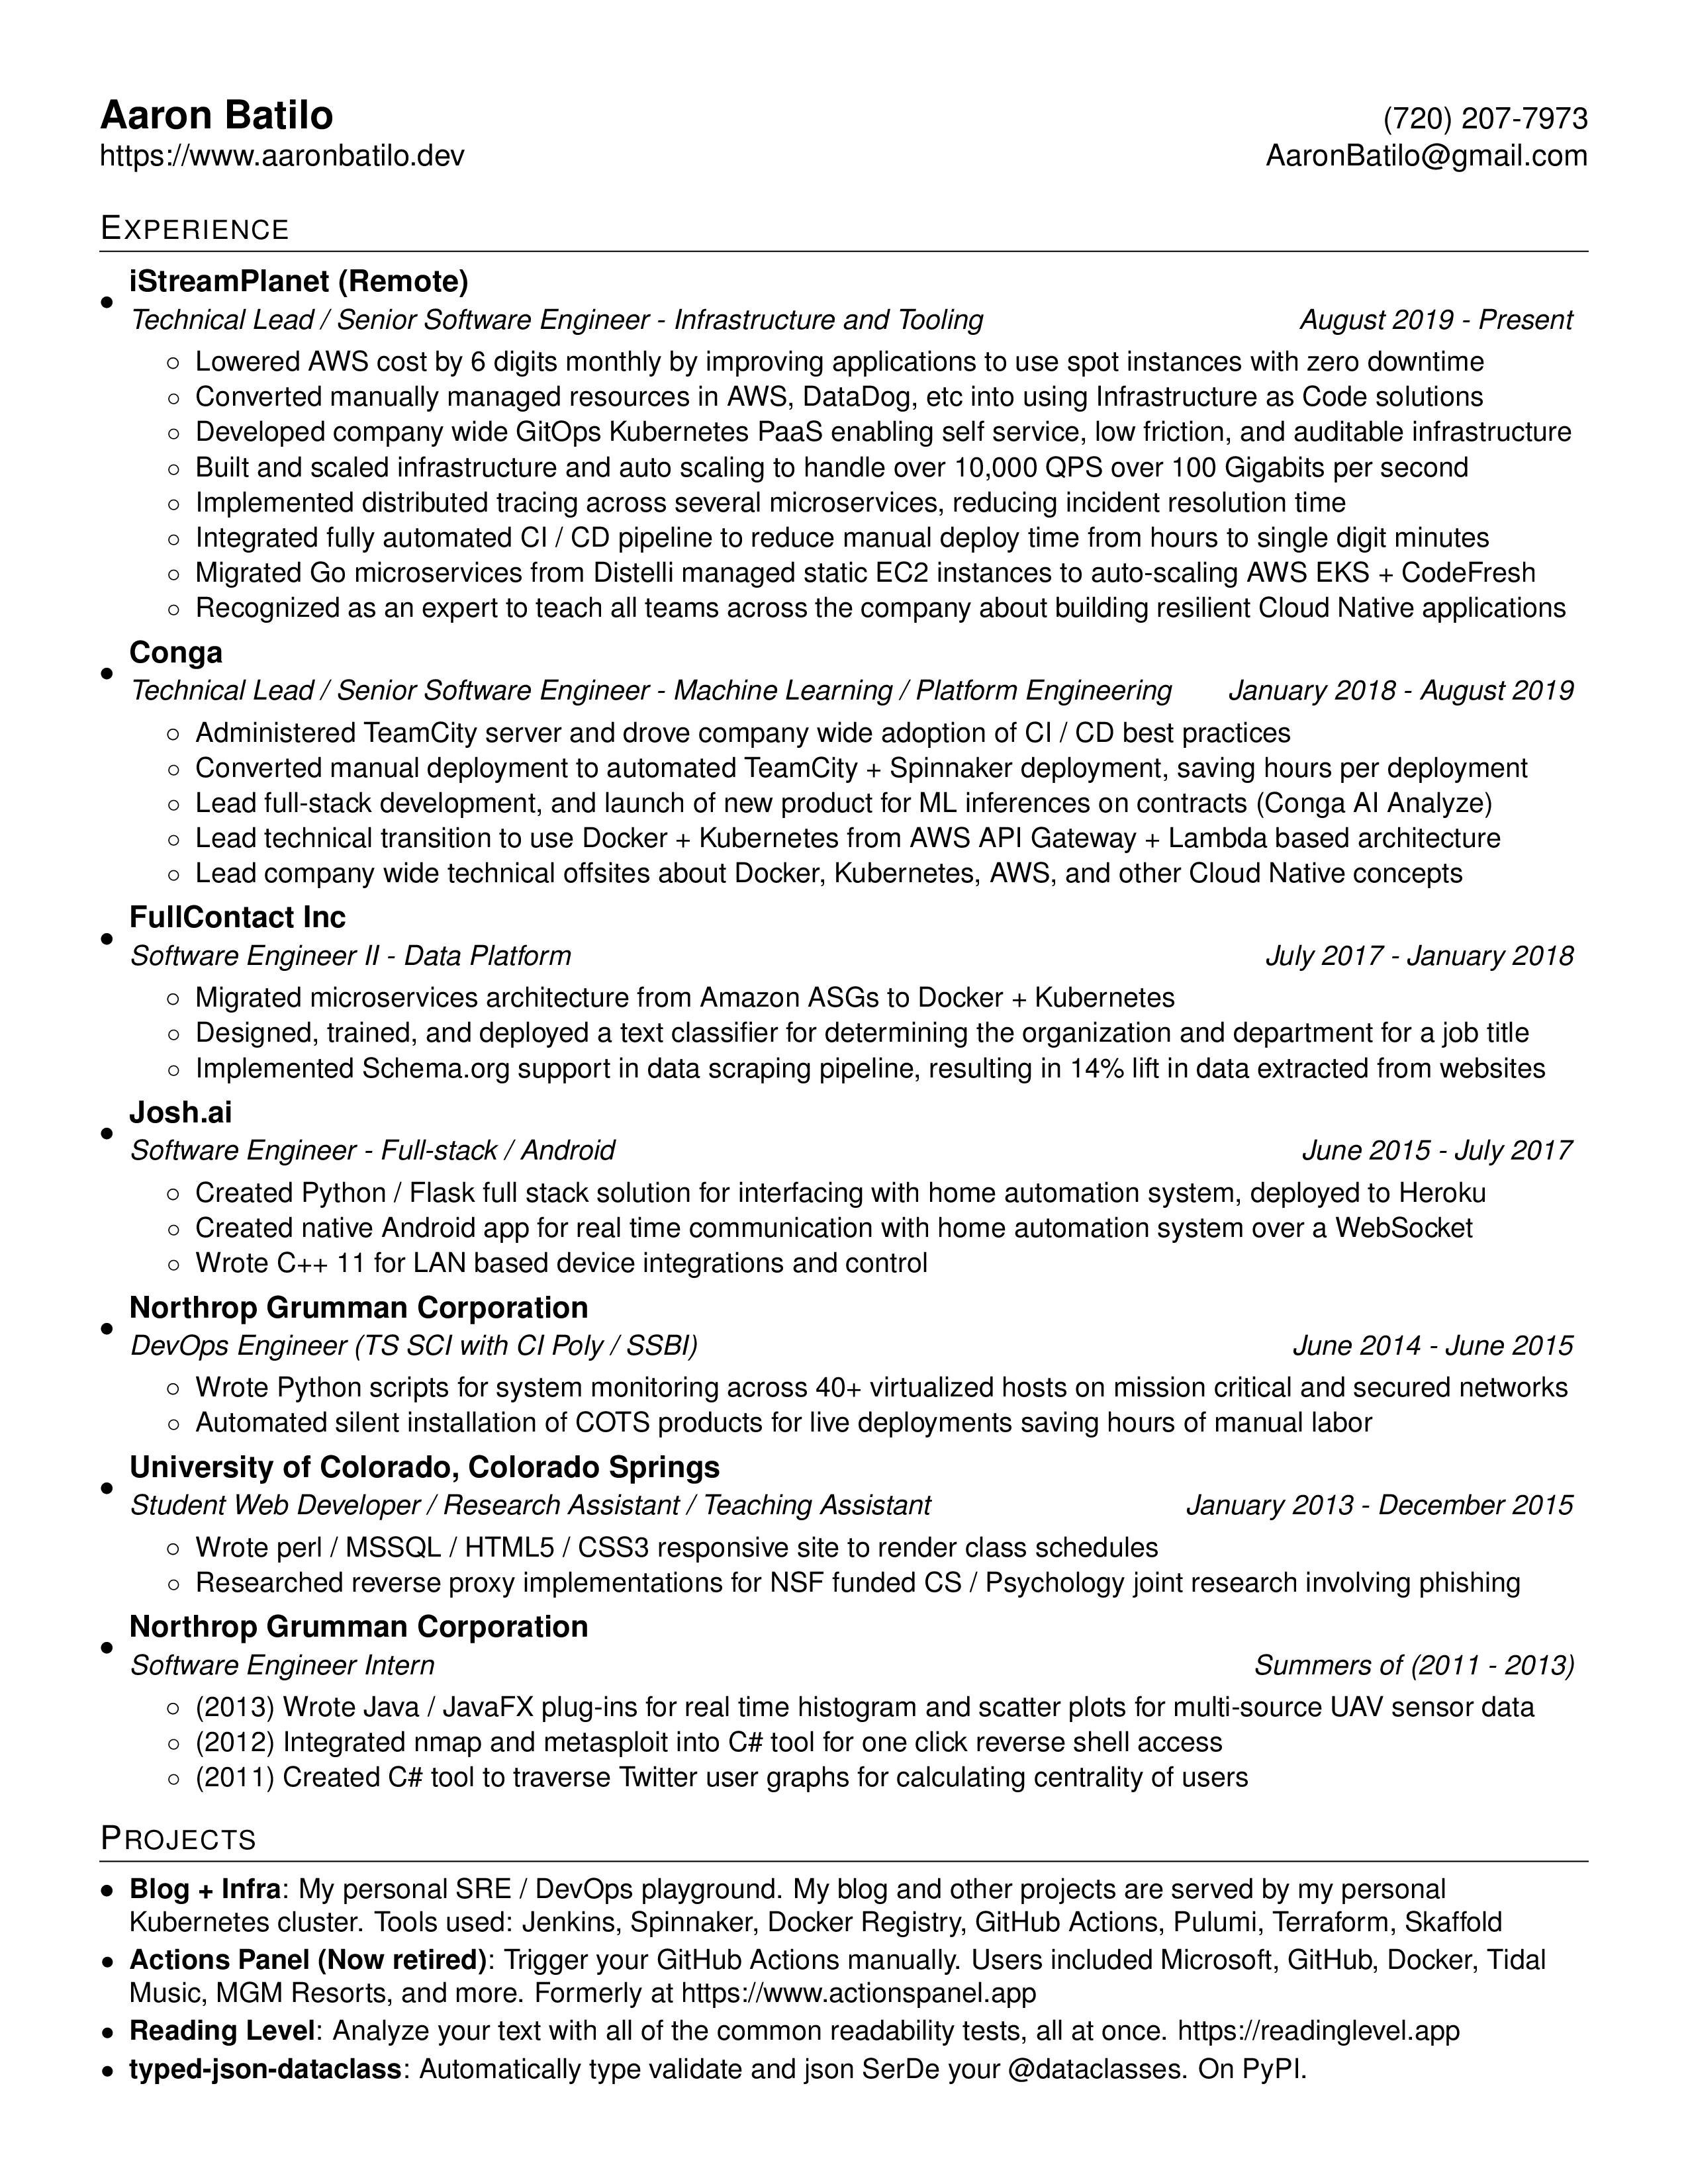 Aaron Batilo
(720) 207-7973
https://www.aaronbatilo.dev
AaronBatilo@gmail.com
EXPERIENCE
• iStreamPlanet (Remote)
Technical Lead / Senior Software Engineer - Infrastructure and Tooling August 2019 - Present
○ Lowered AWS cost by 6 digits monthly by improving applications to use spot instances with zero downtime
○ Converted manually managed resources in AWS, DataDog, etc into using Infrastructure as Code solutions
○ Developed company wide GitOps Kubernetes PaaS enabling self service, low friction, and auditable infrastructure
○ Built and scaled infrastructure and auto scaling to handle over 10,000 QPS over 100 Gigabits per second
○ Implemented distributed tracing across several microservices, reducing incident resolution time
○ Integrated fully automated CI / CD pipeline to reduce manual deploy time from hours to single digit minutes
○ Migrated Go microservices from Distelli managed static EC2 instances to auto-scaling AWS EKS + CodeFresh
○ Recognized as an expert to teach all teams across the company about building resilient Cloud Native applications
• Conga
Technical Lead / Senior Software Engineer - Machine Learning / Platform Engineering January 2018 - August 2019
○ Administered TeamCity server and drove company wide adoption of CI / CD best practices
○ Converted manual deployment to automated TeamCity + Spinnaker deployment, saving hours per deployment
○ Lead full-stack development, and launch of new product for ML inferences on contracts (Conga AI Analyze)
○ Lead technical transition to use Docker + Kubernetes from AWS API Gateway + Lambda based architecture
○ Lead company wide technical offsites about Docker, Kubernetes, AWS, and other Cloud Native concepts
• FullContact Inc
Software Engineer II - Data Platform July 2017 - January 2018
○ Migrated microservices architecture from Amazon ASGs to Docker + Kubernetes
○ Designed, trained, and deployed a text classifier for determining the organization and department for a job title
○ Implemented Schema.org support in data scraping pipeline, resulting in 14% lift in data extracted from websites
• Josh.ai
Software Engineer - Full-stack / Android June 2015 - July 2017
○ Created Python / Flask full stack solution for interfacing with home automation system, deployed to Heroku
○ Created native Android app for real time communication with home automation system over a WebSocket
○ Wrote C++ 11 for LAN based device integrations and control
• Northrop Grumman Corporation
DevOps Engineer (TS SCI with CI Poly / SSBI) June 2014 - June 2015
○ Wrote Python scripts for system monitoring across 40+ virtualized hosts on mission critical and secured networks
○ Automated silent installation of COTS products for live deployments saving hours of manual labor
• University of Colorado, Colorado Springs
Student Web Developer / Research Assistant / Teaching Assistant January 2013 - December 2015
○ Wrote perl / MSSQL / HTML5 / CSS3 responsive site to render class schedules
○ Researched reverse proxy implementations for NSF funded CS / Psychology joint research involving phishing
• Northrop Grumman Corporation
Software Engineer Intern Summers of (2011 - 2013)
○ (2013) Wrote Java / JavaFX plug-ins for real time histogram and scatter plots for multi-source UAV sensor data
○ (2012) Integrated nmap and metasploit into C# tool for one click reverse shell access
○ (2011) Created C# tool to traverse Twitter user graphs for calculating centrality of users
PROJECTS
• Blog + Infra: My personal SRE / DevOps playground. My blog and other projects are served by my personal
Kubernetes cluster. Tools used: Jenkins, Spinnaker, Docker Registry, GitHub Actions, Pulumi, Terraform, Skaffold
• Actions Panel (Now retired): Trigger your GitHub Actions manually. Users included Microsoft, GitHub, Docker, Tidal
Music, MGM Resorts, and more. Formerly at https://www.actionspanel.app
• Reading Level: Analyze your text with all of the common readability tests, all at once. https://readinglevel.app
• typed-json-dataclass: Automatically type validate and json SerDe your @dataclasses. On PyPI.